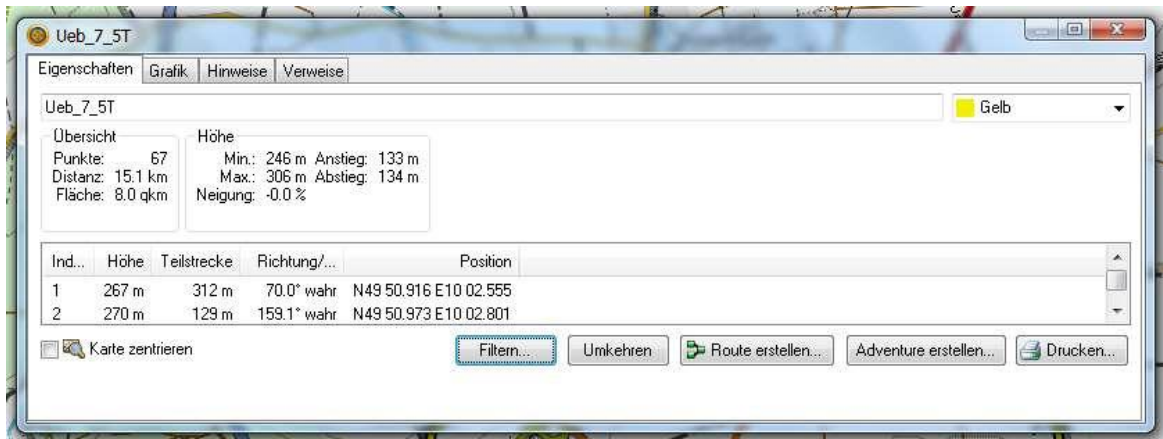 Ueb_7_5T
Eigenschaften Grafik Hinweise Verweise
Ueb_7_5T Gelb
Übersicht Höhe
Punkte: 67 Min.: 246 m Anstieg: 133 m
Distanz: 15.1 km Max.: 306 m Abstieg: 134 m
Fläche: 8.0 qkm Neigung: -0.0 %
Ind... Höhe Teilstrecke Richtung/... Position
1 267 m 312 m 70.0° wahr N49 50.916 E10 02.555
2 270 m 129 m 159.1° wahr N49 50.973 E10 02.801
Karte zentrieren Filtern... Umkehren Route erstellen... Adventure erstellen... Drucken...